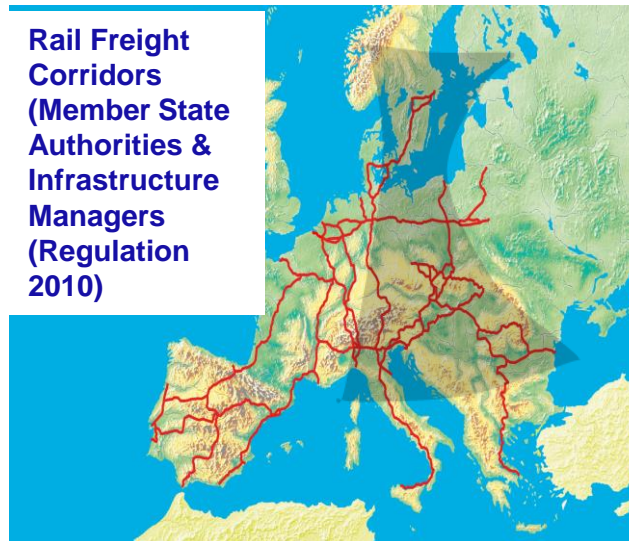 Rail Freight
Corridors
(Member State
Authorities &
Infrastructure
Managers
(Regulation
2010)